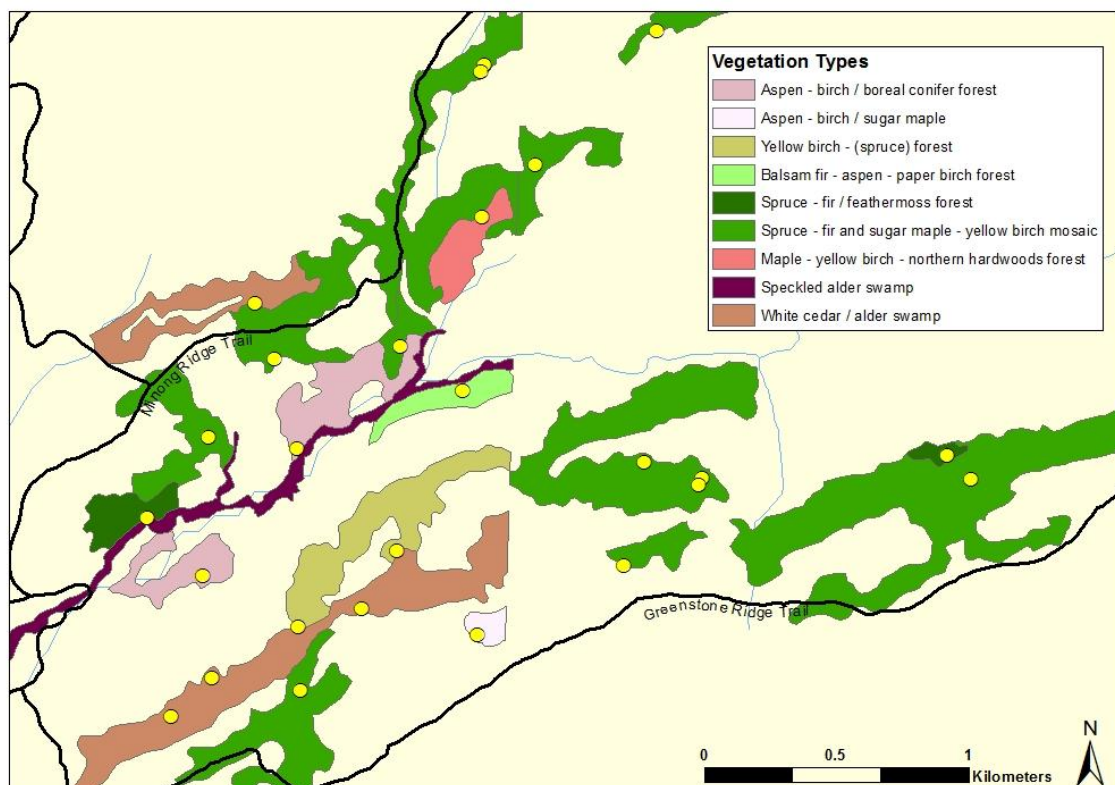 Vegetation Types
Aspen - birch / boreal conifer forest
Aspen - birch / sugar maple
Yellow birch - (spruce) forest
Balsam fir - aspen - paper birch forest
Spruce - fir / feathermoss forest
Spruce - fir and sugar maple - yellow birch mosaic
Maple - yellow birch - northern hardwoods forest
Speckled alder swamp
White cedar / alder swamp
Minong Ridge Trail
Greenstone Ridge Trail
N
0 0.5 1
Kilometers